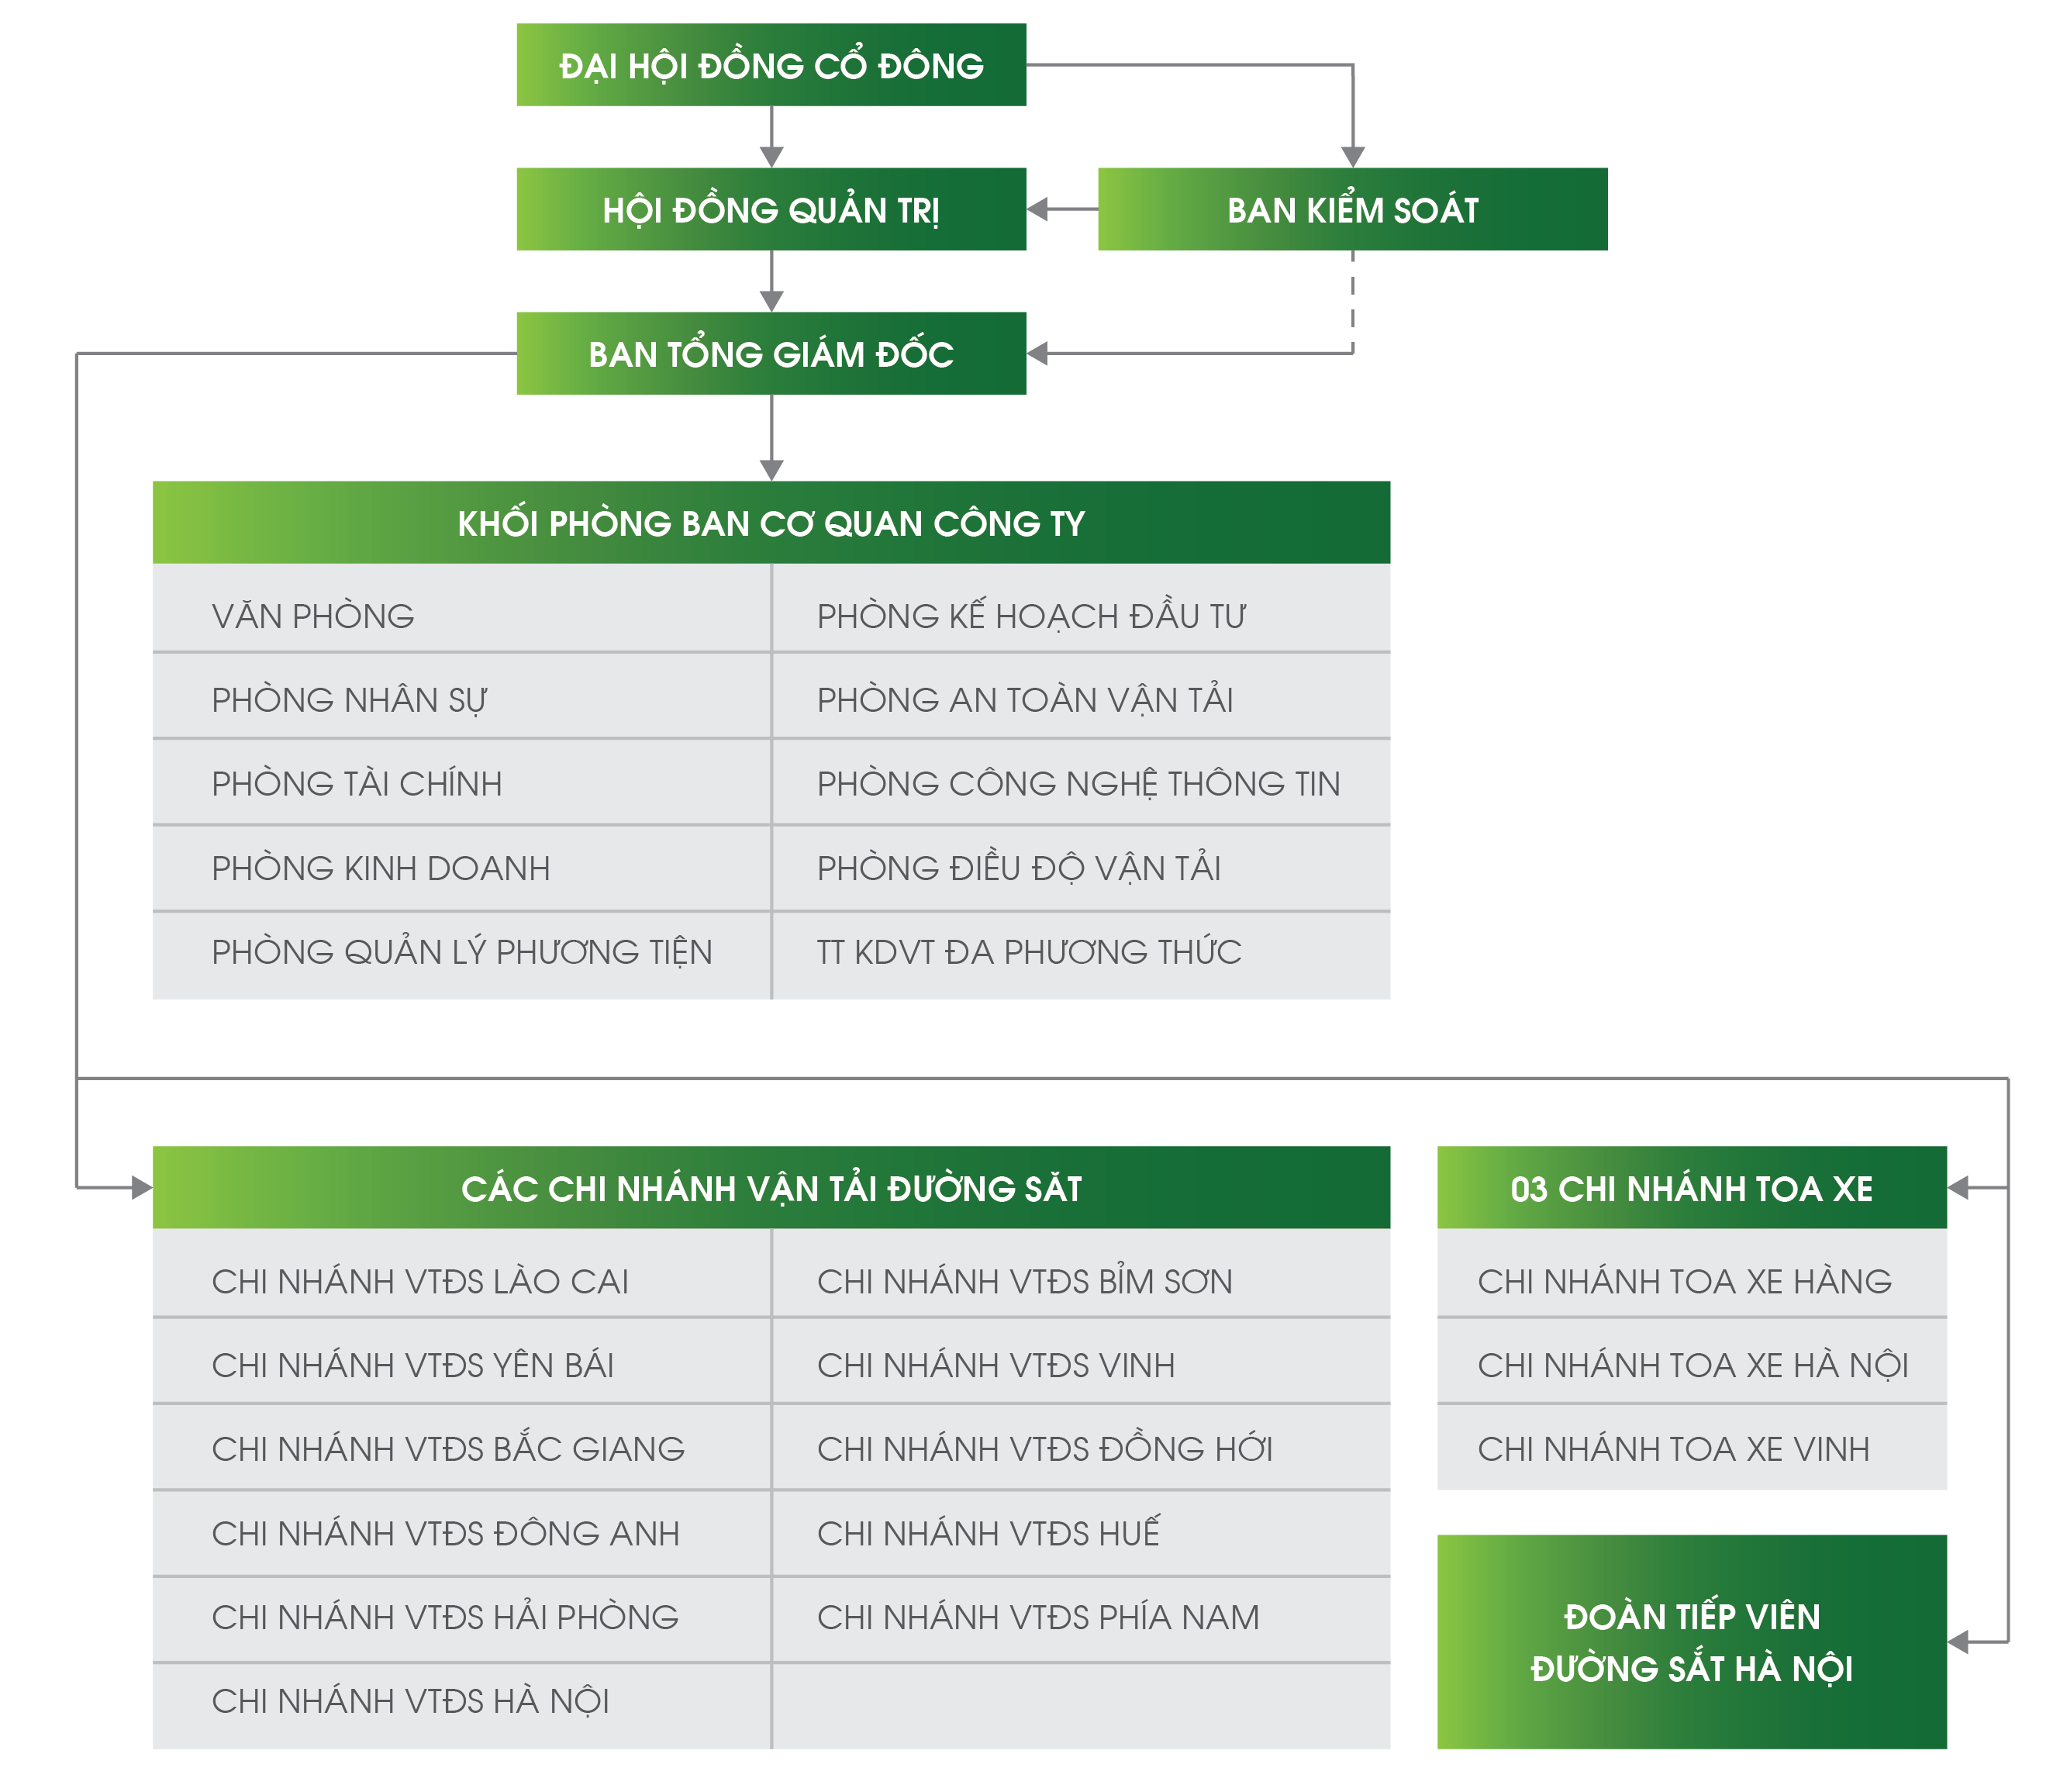 ĐẠI HỘI ĐỒNG CỔ ĐÔNG
HỘI ĐỒNG QUẢN TRỊ
BAN KIỂM SOÁT
BAN TỔNG GIÁM ĐỐC
KHỐI PHÒNG BAN CƠ QUAN CÔNG TY
VĂN PHÒNG
PHÒNG KẾ HOẠCH ĐẦU TƯ
PHÒNG NHÂN SỰ
PHÒNG AN TOÀN VẬN TẢI
PHÒNG TÀI CHÍNH
PHÒNG CÔNG NGHỆ THÔNG TIN
PHÒNG KINH DOANH
PHÒNG ĐIỀU ĐỘ VẬN TẢI
PHÒNG QUẢN LÝ PHƯƠNG TIỆN
TT KDVT ĐA PHƯƠNG THỨC
CÁC CHI NHÁNH VẬN TẢI ĐƯỜNG SĂT
CHI NHÁNH VTĐS LÀO CAI
CHI NHÁNH VTĐS BỈM SƠN
CHI NHÁNH VTĐS YÊN BÁI
CHI NHÁNH VTĐS VINH
CHI NHÁNH VTĐS BẮC GIANG
CHI NHÁNH VTĐS ĐỒNG HỚI
CHI NHÁNH VTĐS ĐÔNG ANH
CHI NHÁNH VTĐS HUẾ
CHI NHÁNH VTĐS HẢI PHÒNG
CHI NHÁNH VTĐS PHÍA NAM
CHI NHÁNH VTĐS HÀ NỘI
03 CHI NHÁNH TOA XE
CHI NHÁNH TOA XE HÀNG
CHI NHÁNH TOA XE HÀ NỘI
CHI NHÁNH TOA XE VINH
ĐOÀN TIẾP VIÊN
ĐƯỜNG SẮT HÀ NỘI